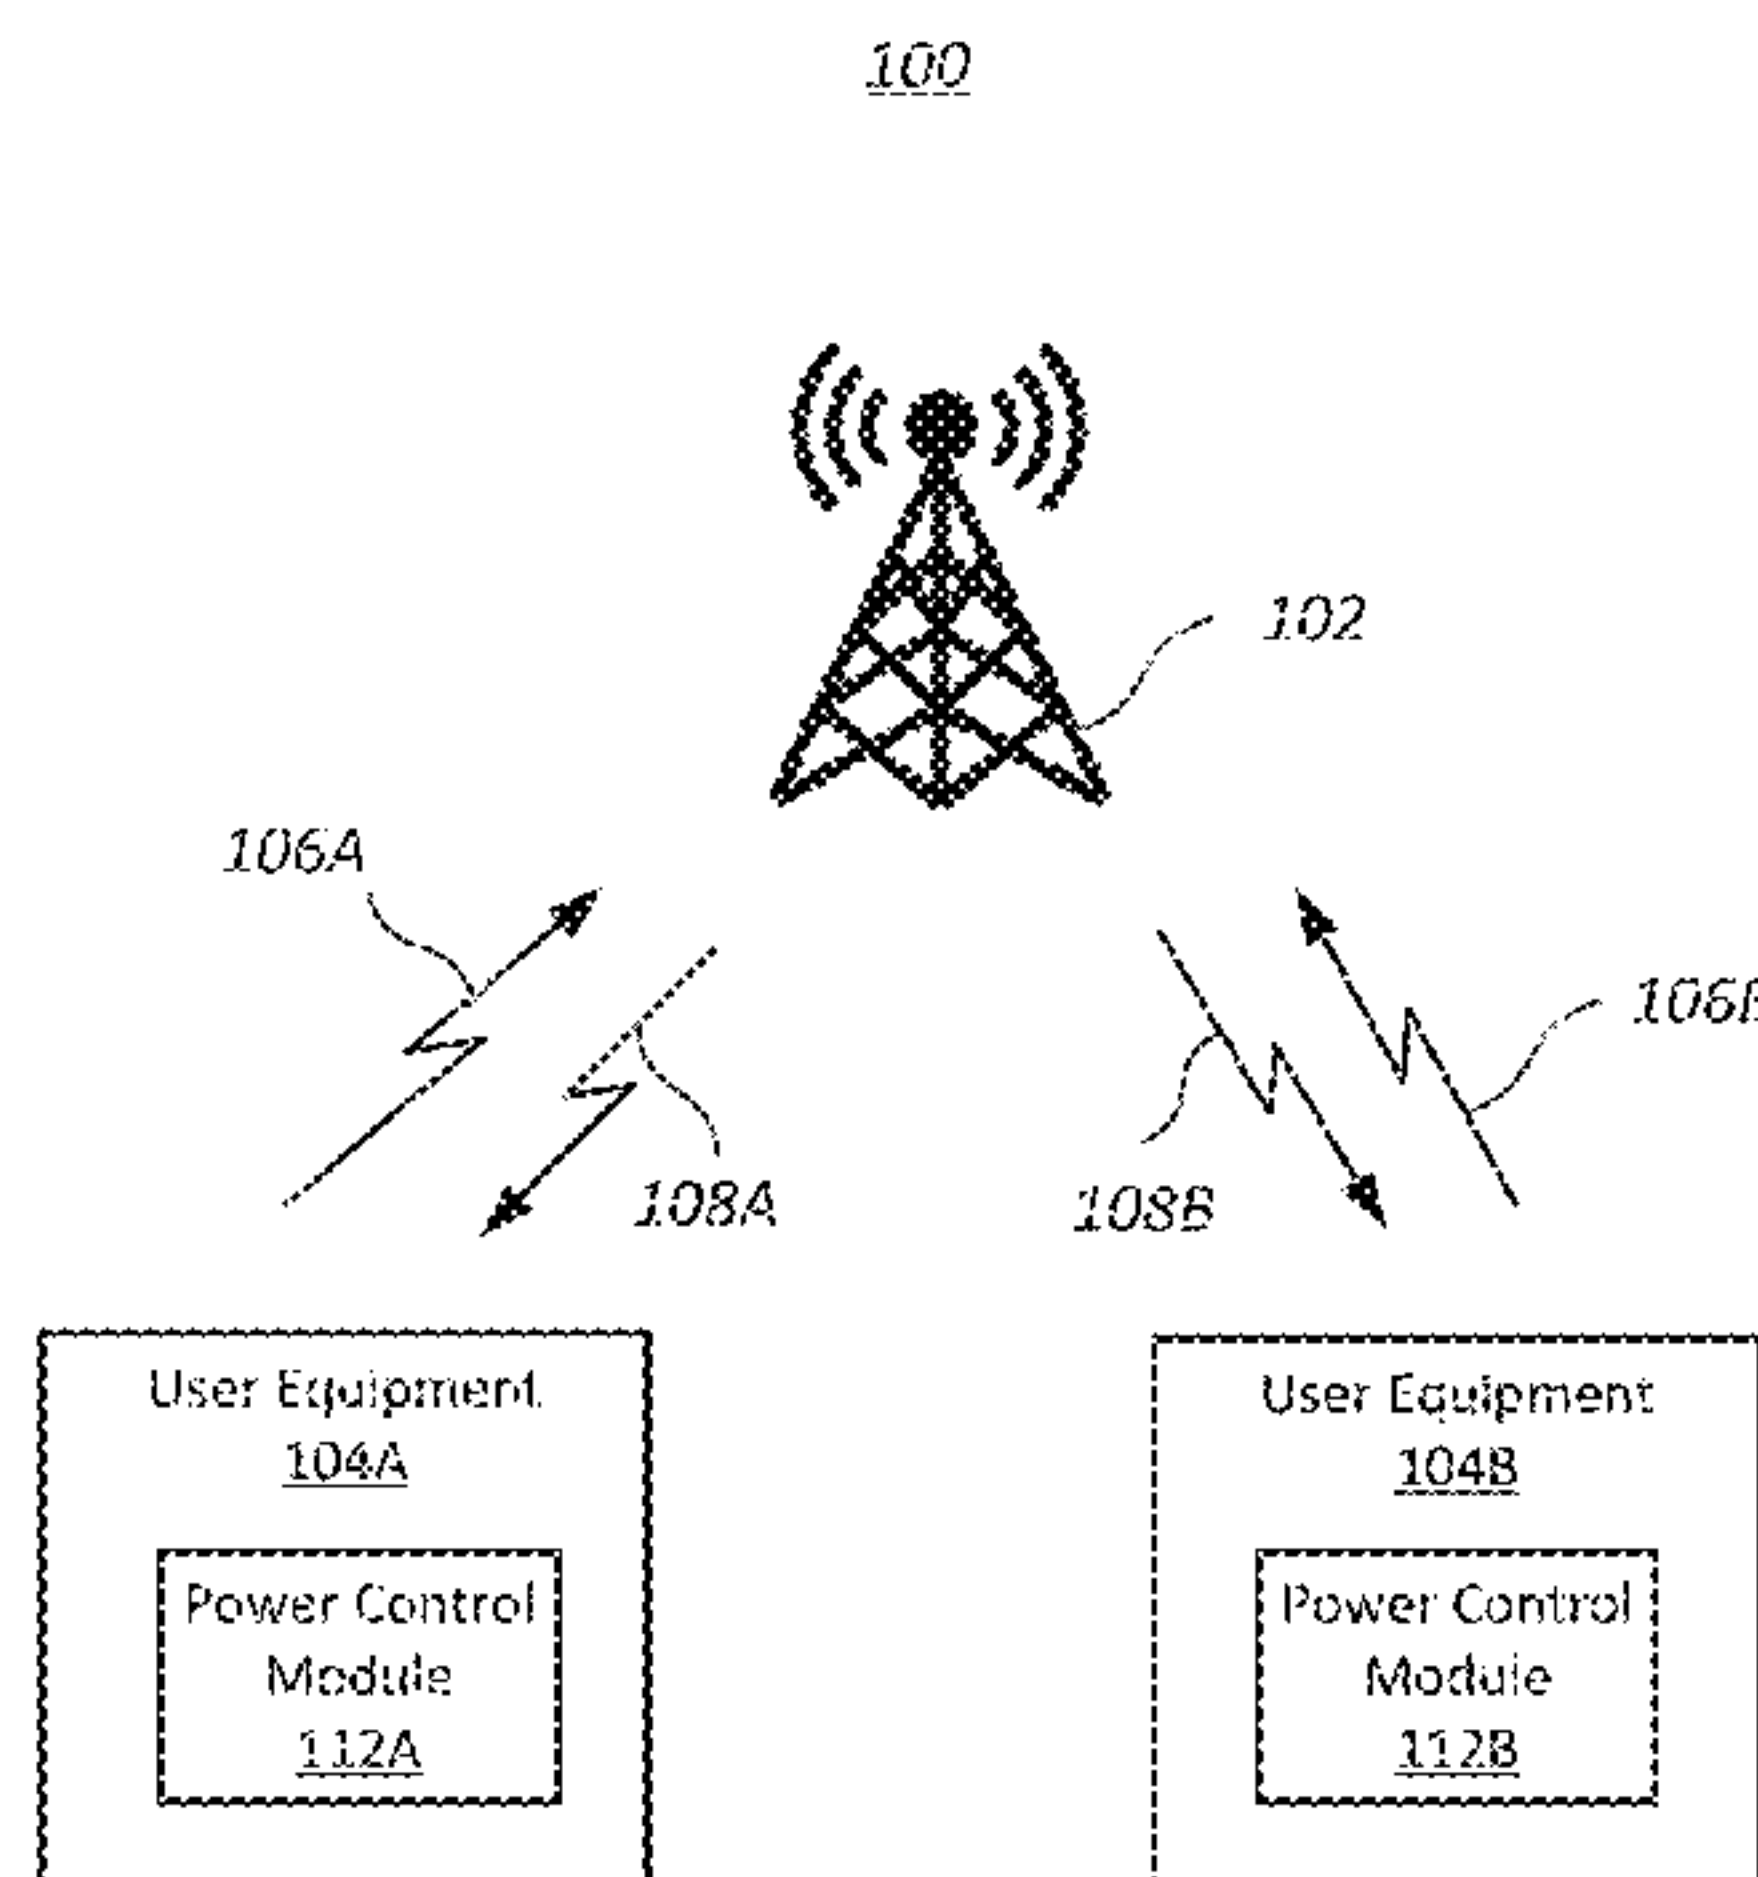 100
102
106A
106B
108A
108B
User Equipment
104A
User Equipment
104B
Power Control
Module
112A
Power Control
Module
112B